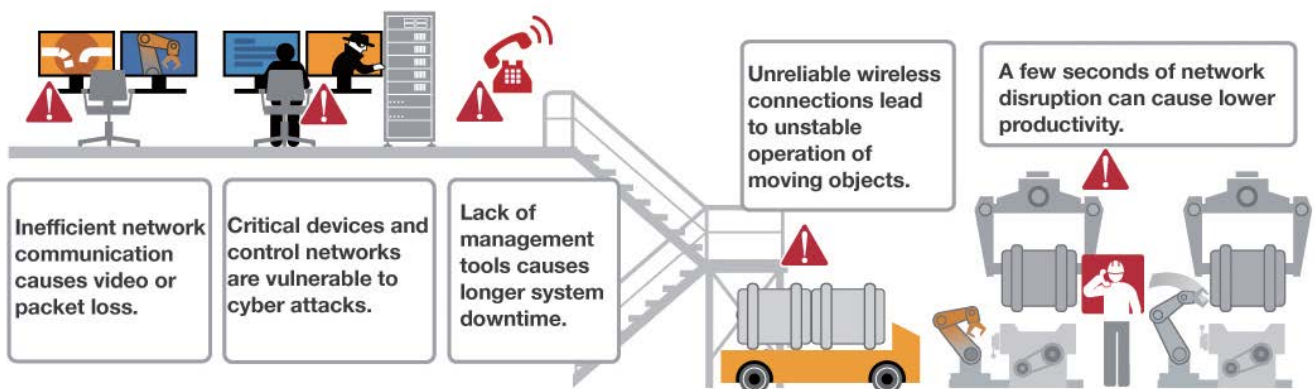 Inefficient network
communication
causes video or
packet loss.
Critical devices and
control networks
are vulnerable to
cyber attacks.
Lack of
management
tools causes
longer system
downtime.
Unreliable wireless
connections lead
to unstable
operation of
moving objects.
A few seconds of network
disruption can cause lower
productivity.